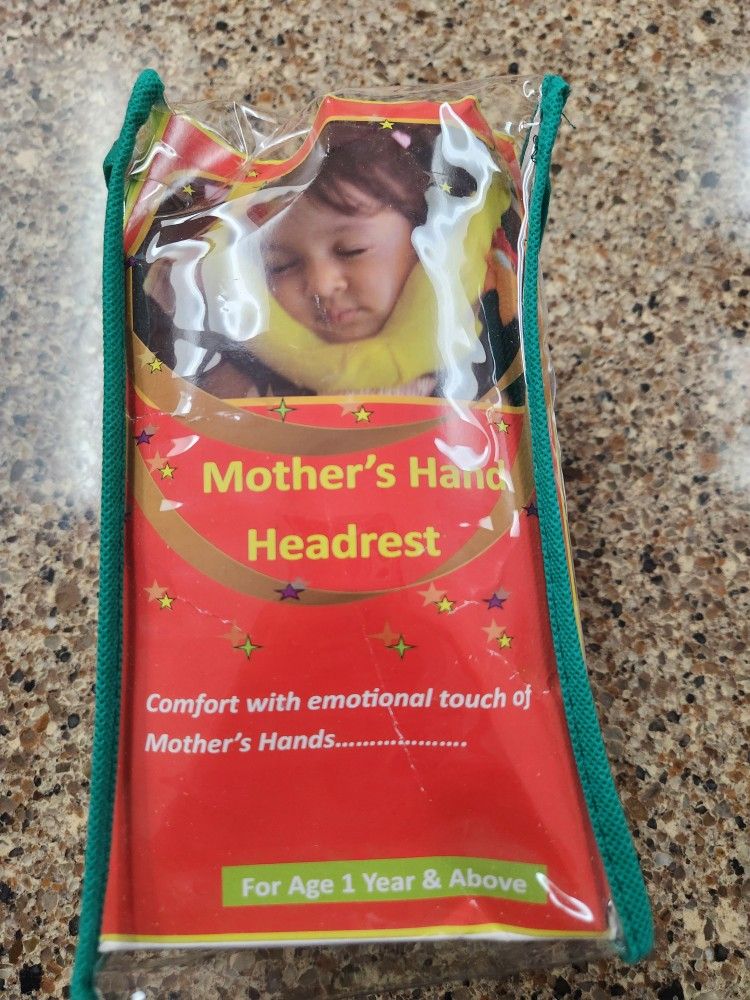 Mother's Hand
Headrest
Comfort with emotional touch of
Mother's Hands...................
For Age 1 Year & Above